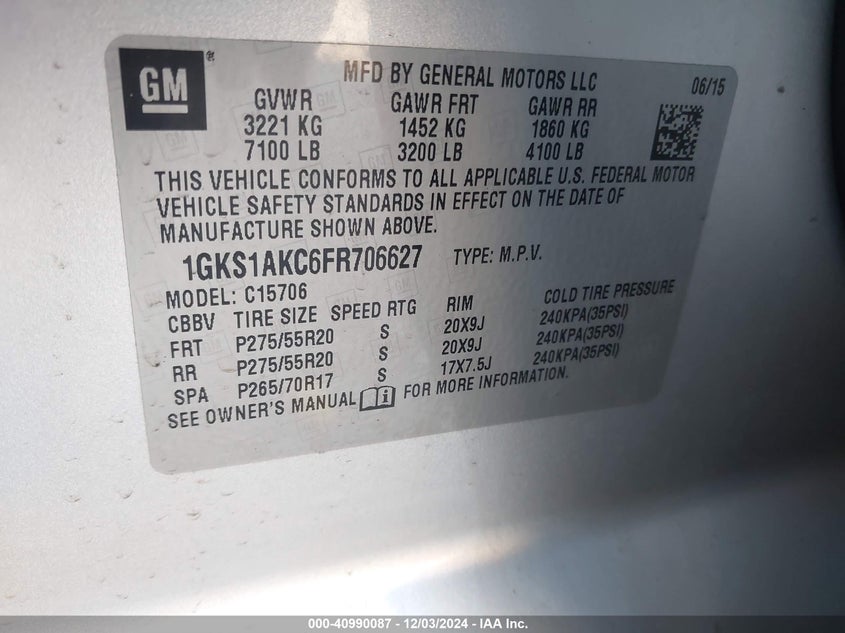 GM®
MFD BY GENERAL MOTORS LLC 06/15
GVWR GAWR FRT GAWR RR
3221 KG 1452 KG 1860 KG
7100 LB 3200 LB 4100 LB
THIS VEHICLE CONFORMS TO ALL APPLICABLE U.S. FEDERAL MOTOR
VEHICLE SAFETY STANDARDS IN EFFECT ON THE DATE OF
MANUFACTURE SHOWN ABOVE.
1GKS1AKC6FR706627 TYPE: M.P.V.
MODEL: C15706
CBBV TIRE SIZE SPEED RTG RIM COLD TIRE PRESSURE
FRT P275/55R20 S 20X9J 240KPA(35PSI)
RR P275/55R20 S 20X9J 240KPA(35PSI)
SPA P265/70R17 S 17X7.5J 240KPA(35PSI)
SEE OWNER'S MANUAL FOR MORE INFORMATION.
000-40990087 - 12/03/2024 - IAA Inc.